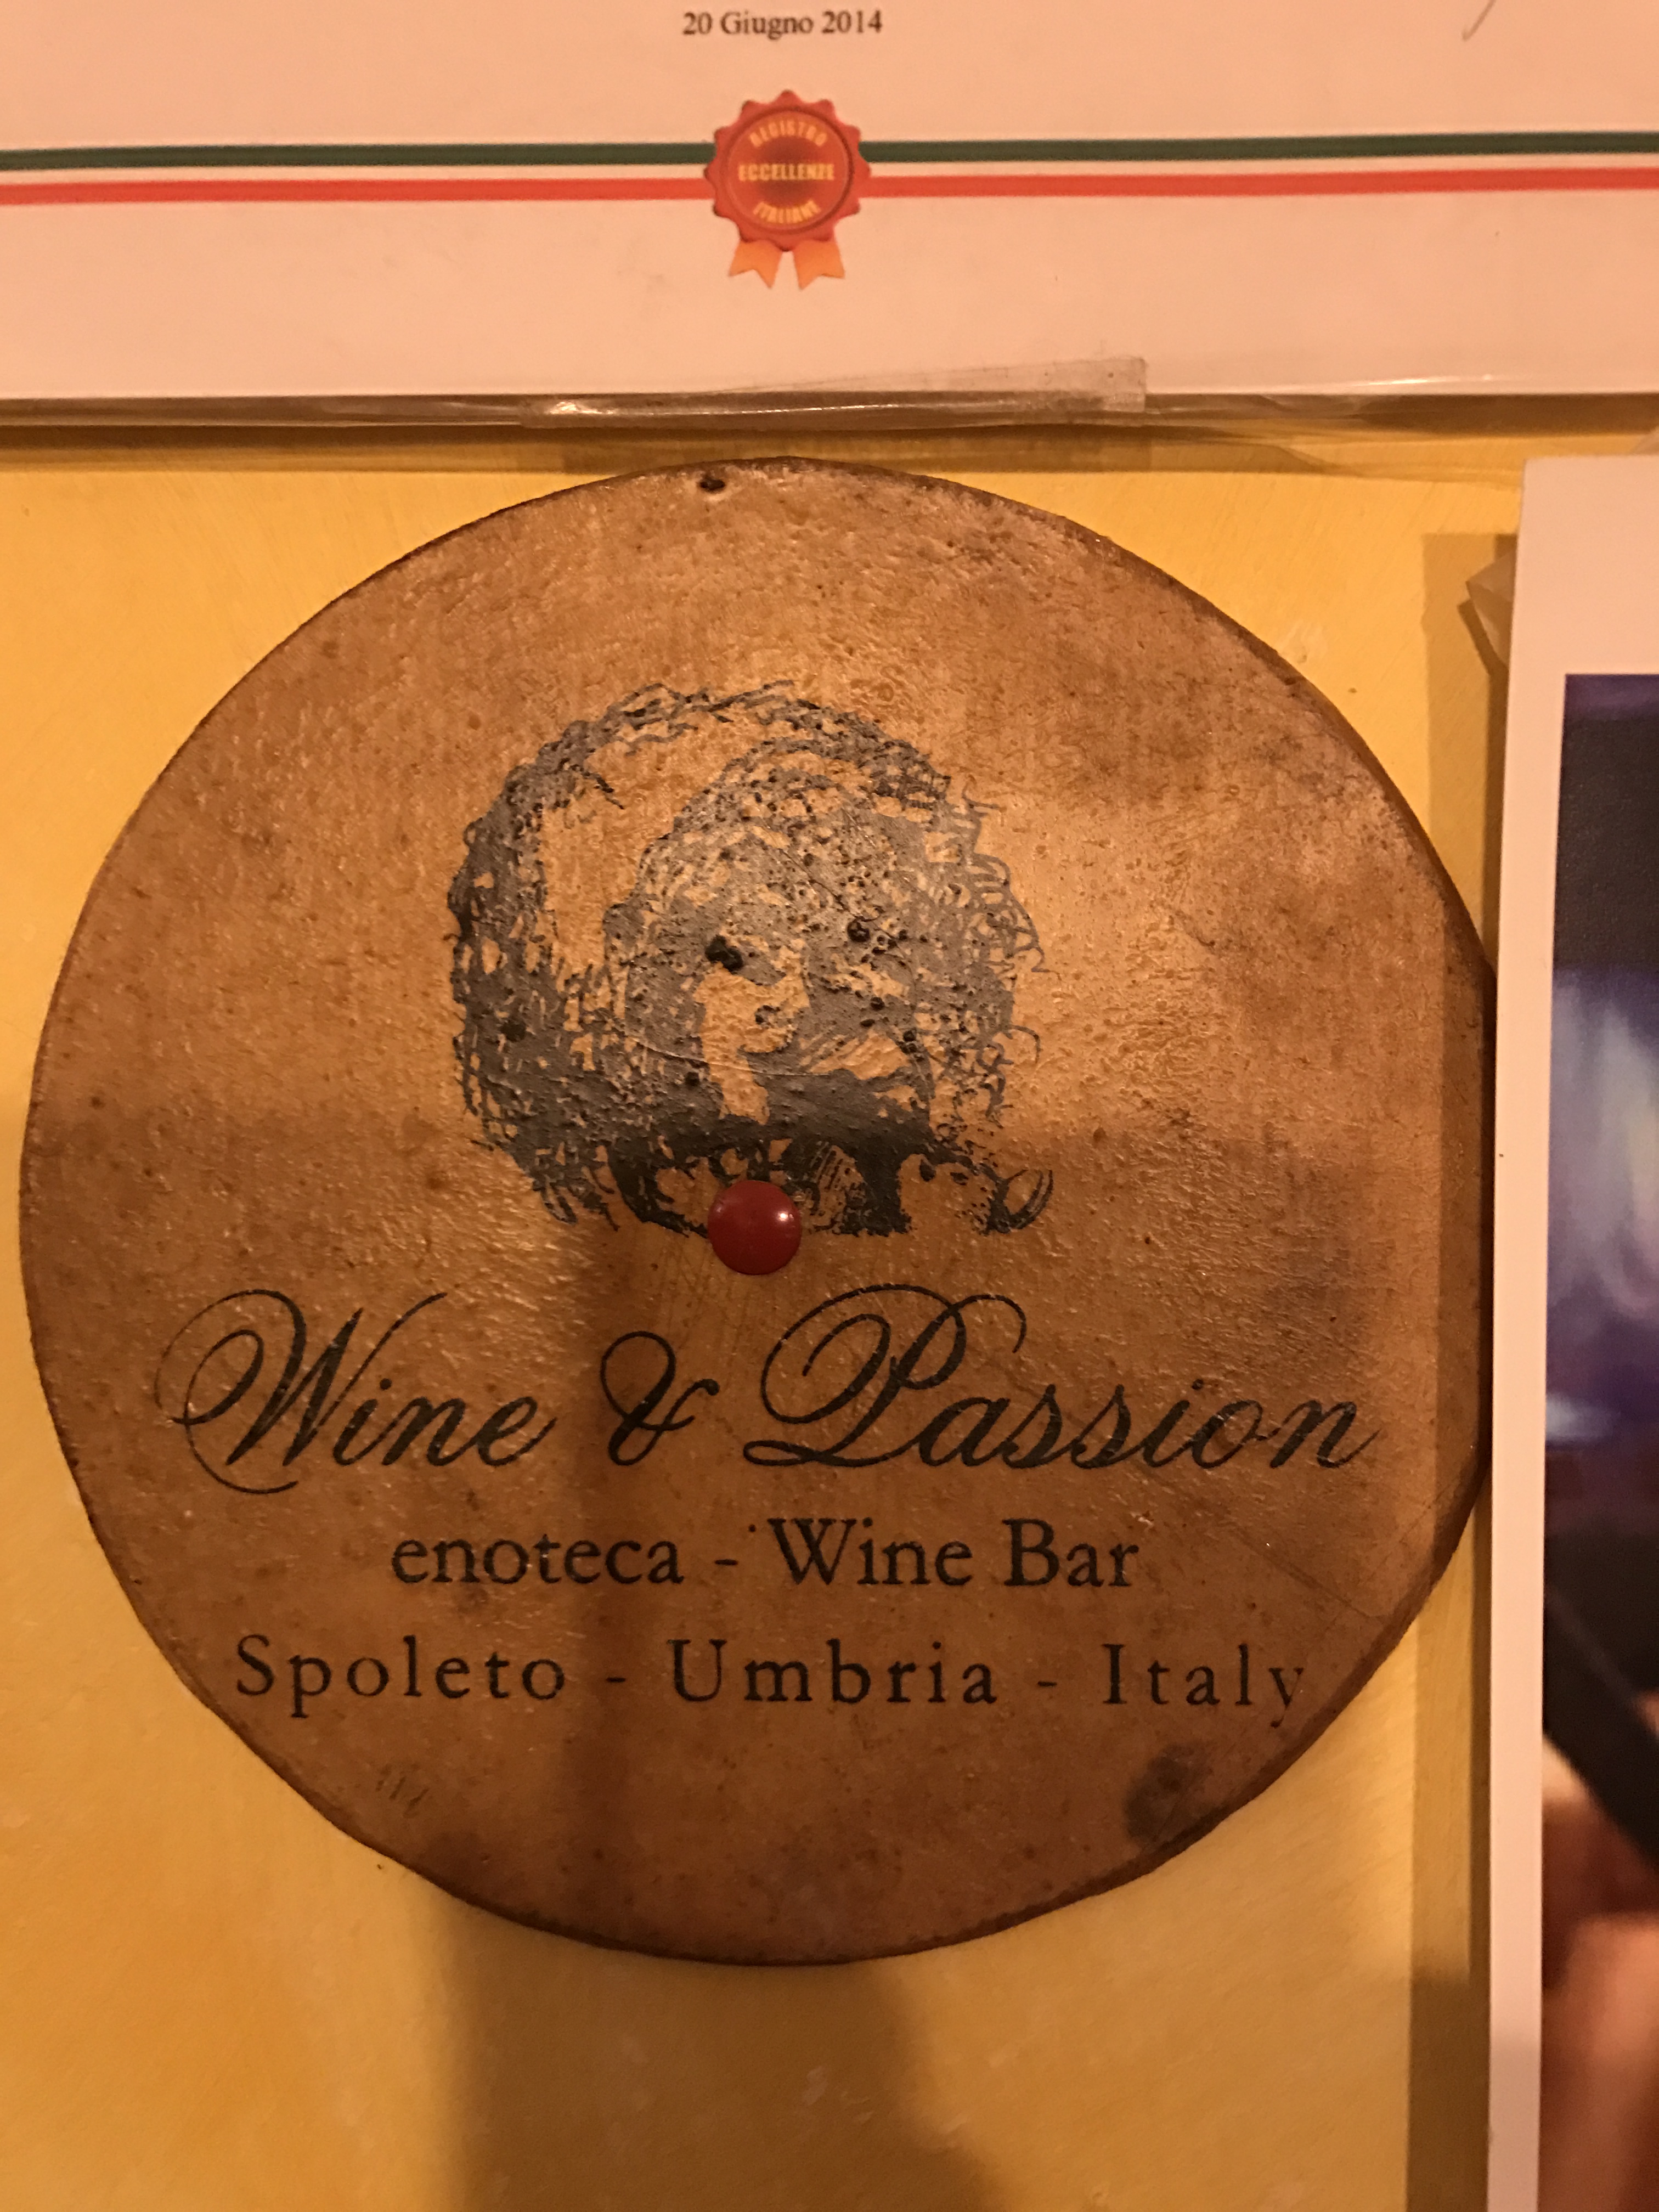 20 Giugno 2014
REGISTRO
ECCELLENZE
ITALIANE
Wine & Passion
enoteca - Wine Bar
Spoleto - Umbria - Italy